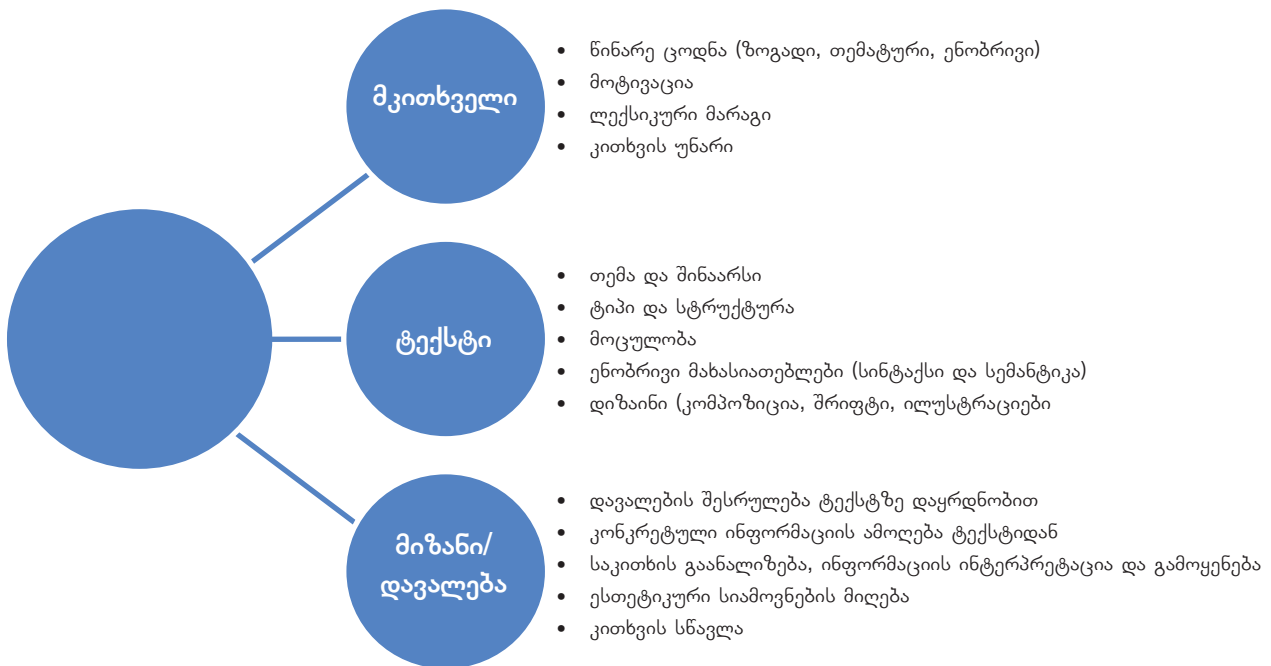 მკითხველი
• წინარე ცოდნა (ზოგადი, თემატური, ენობრივი)
• მოტივაცია
• ლექსიკური მარაგი
• კითხვის უნარი
ტექსტი
• თემა და შინაარსი
• ტიპი და სტრუქტურა
• მოცულობა
• ენობრივი მახასიათებლები (სინტაქსი და სემანტიკა)
• დიზაინი (კომპოზიცია, შრიფტი, ილუსტრაციები
მიზანი/
დავალება
• დავალების შესრულება ტექსტზე დაყრდნობით
• კონკრეტული ინფორმაციის ამოღება ტექსტიდან
• საკითხის გაანალიზება, ინფორმაციის ინტერპრეტაცია და გამოყენება
• ესთეტიკური სიამოვნების მიღება
• კითხვის სწავლა